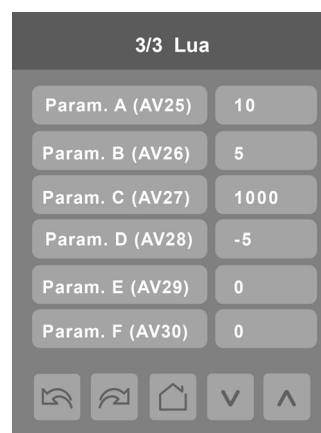 3/3 Lua
Param. A (AV25) 10
Param. B (AV26) 5
Param. C (AV27) 1000
Param. D (AV28) -5
Param. E (AV29) 0
Param. F (AV30) 0